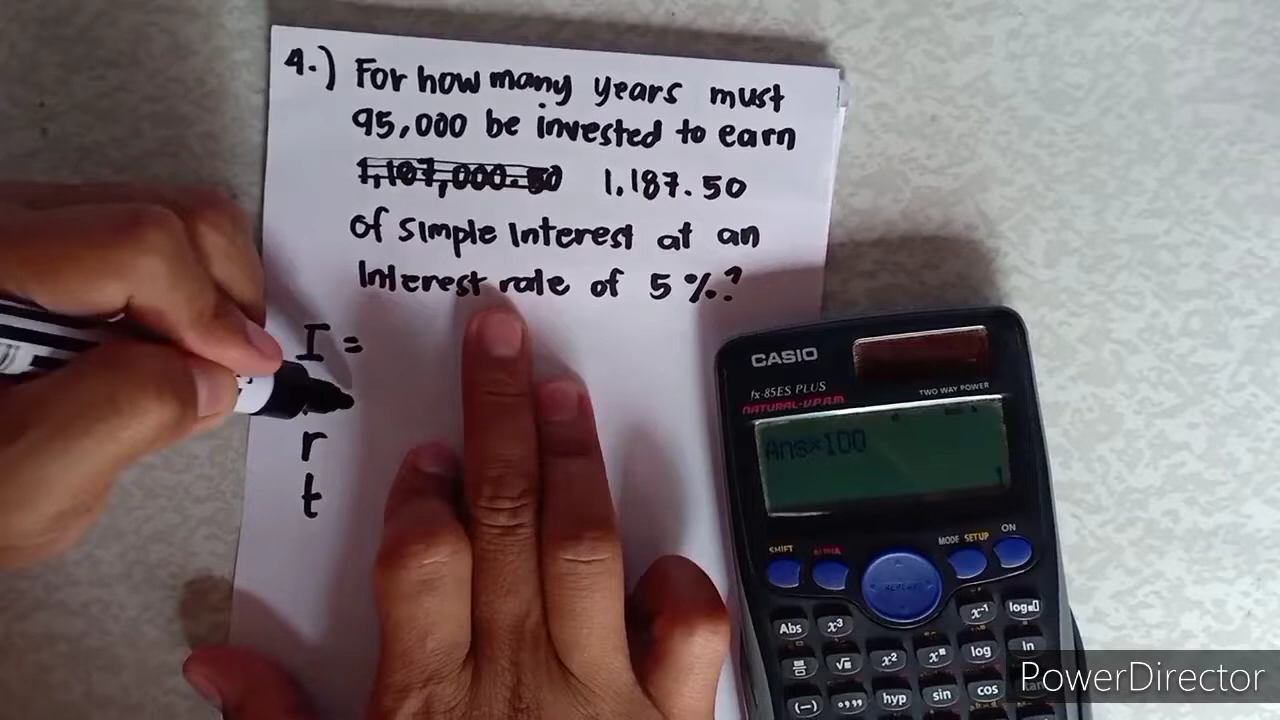 4.) For how many years must
95,000 be invested to earn
1,107,000.50 1,187.50
of simple interest at an
interest rate of 5%?
I =
r
t
CASIO
fx-85ES PLUS
TWO WAY POWER
NATURAL-V.P.A.M.
Ans×100
1
SHIFT ALPHA MODE SETUP ON
REPLAY
Abs x³ x⁻¹ log
√ x² log ln
(−) hyp sin cos tan
PowerDirector